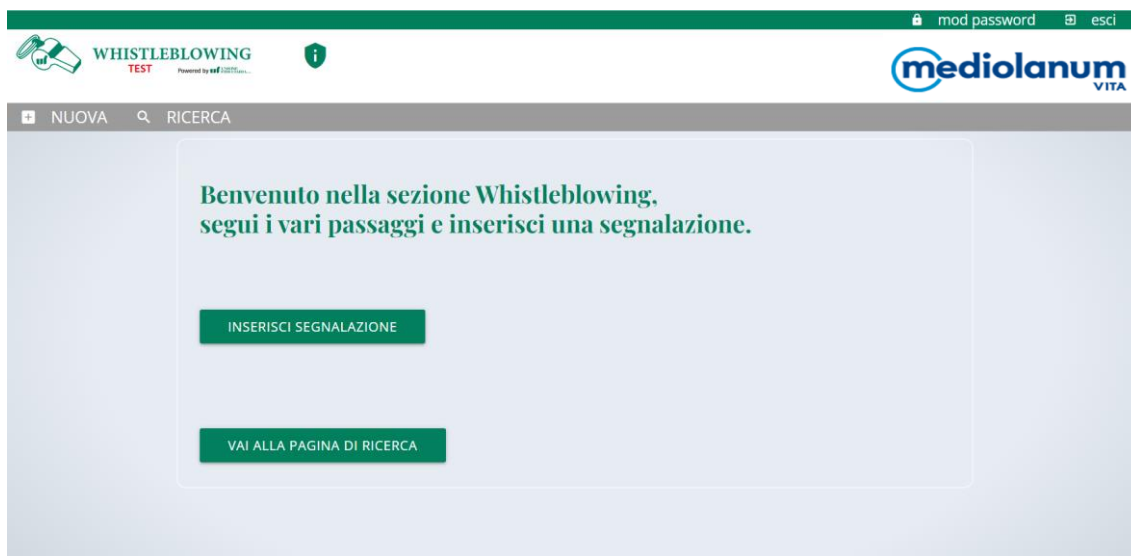 mod password esci
WHISTLEBLOWING
TEST Powered by
mediolanum
VITA
NUOVA RICERCA
Benvenuto nella sezione Whistleblowing,
segui i vari passaggi e inserisci una segnalazione.
INSERISCI SEGNALAZIONE
VAI ALLA PAGINA DI RICERCA